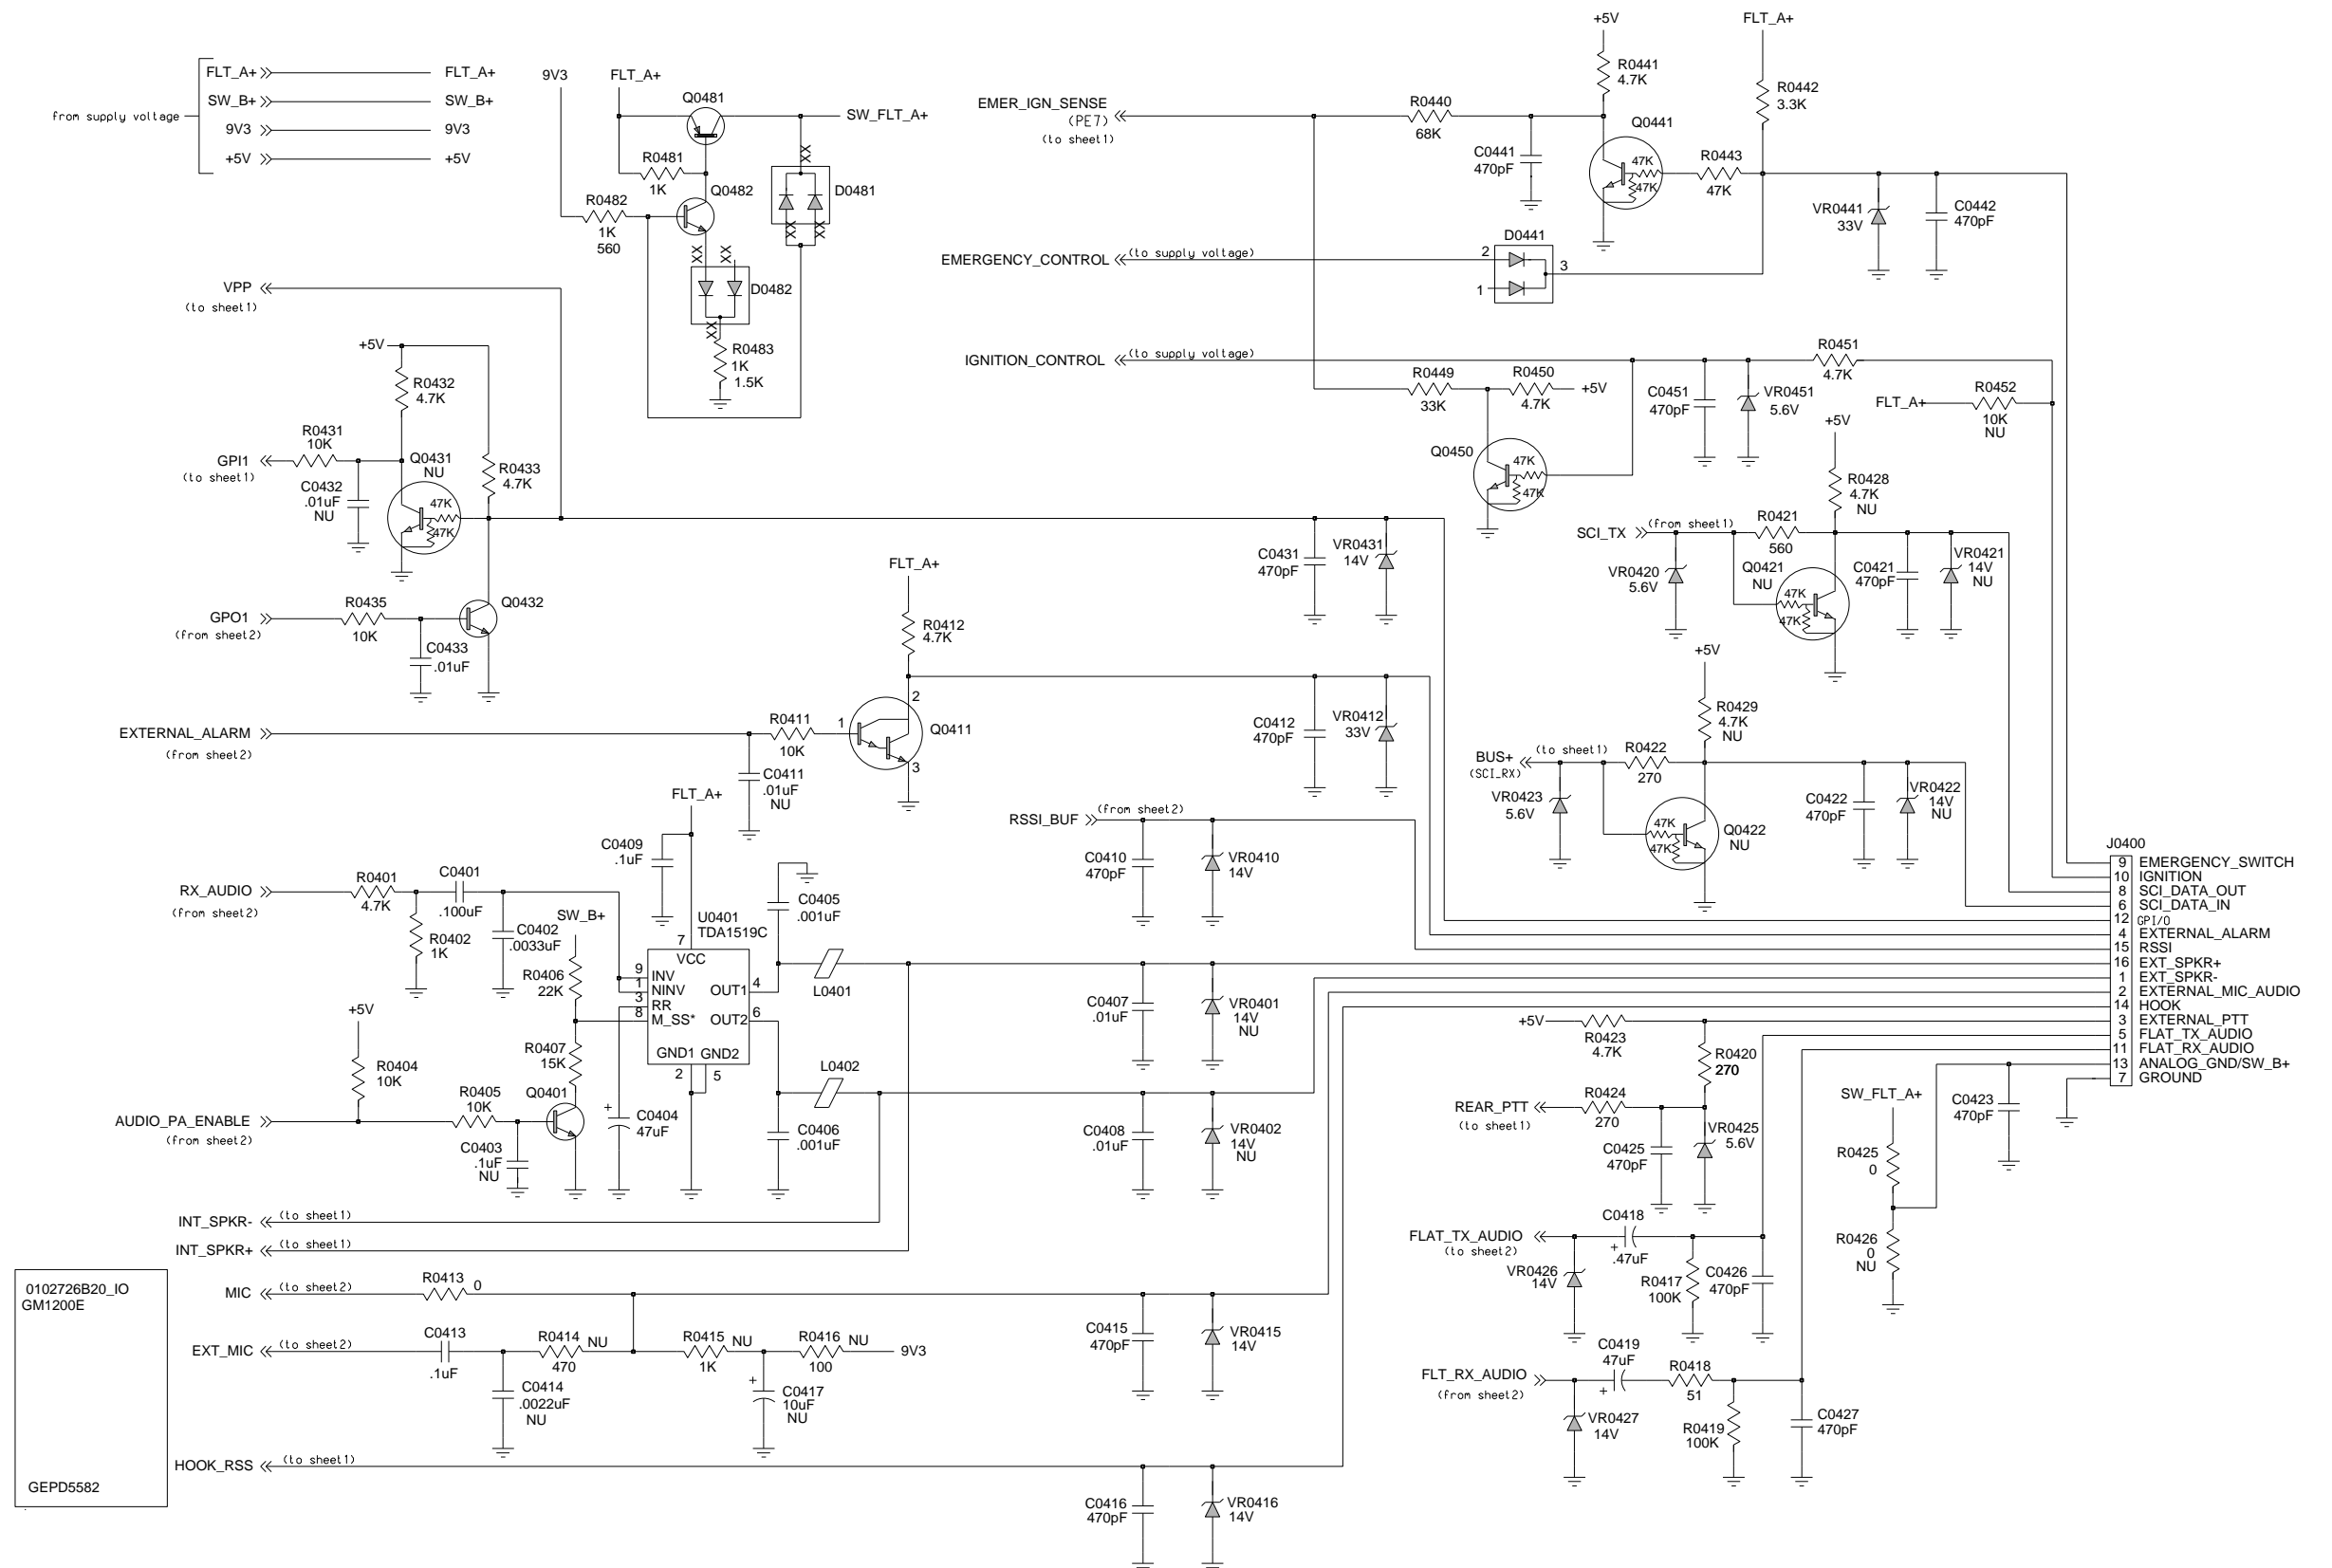 from supply voltage
FLT_A+ FLT_A+
SW_B+ SW_B+
9V3 9V3
+5V +5V
9V3
FLT_A+
Q0481
SW_FLT_A+
R0481
1K
Q0482
D0481
R0482
1K
560
D0482
XX
XX
XX
XX
XX
XX
R0483
1K
1.5K
VPP
(to sheet1)
+5V
R0432
4.7K
R0431
10K
GPI1
(to sheet1)
Q0431
NU
R0433
4.7K
C0432
.01uF
NU
47K
47K
GPO1
(from sheet2)
R0435
10K
Q0432
C0433
.01uF
EXTERNAL_ALARM
(from sheet2)
FLT_A+
R0412
4.7K
R0411
10K
1
2
3
Q0411
C0411
.01uF
NU
FLT_A+
C0409
.1uF
RX_AUDIO
(from sheet2)
R0401
4.7K
C0401
.100uF
R0402
1K
C0402
.0033uF
SW_B+
R0406
22K
U0401
TDA1519C
7
VCC
9 INV
1 NINV
3 RR
8 M_SS*
OUT1 4
OUT2 6
GND1 GND2
2 5
C0405
.001uF
L0401
L0402
C0406
.001uF
R0407
15K
+5V
R0404
10K
AUDIO_PA_ENABLE
(from sheet2)
R0405
10K
Q0401
C0403
.1uF
NU
+
C0404
47uF
INT_SPKR- (to sheet1)
INT_SPKR+ (to sheet1)
0102726B20_IO
GM1200E
GEPD5582
MIC (to sheet2)
R0413 0
EXT_MIC (to sheet2)
C0413
.1uF
R0414 NU
470
C0414
.0022uF
NU
R0415 NU
1K
R0416 NU
100
9V3
+
C0417
10uF
NU
HOOK_RSS (to sheet1)
EMER_IGN_SENSE
(PE7)
(to sheet1)
R0440
68K
+5V
R0441
4.7K
FLT_A+
R0442
3.3K
Q0441
C0441
470pF
47K
47K
R0443
47K
VR0441
33V
C0442
470pF
EMERGENCY_CONTROL (to supply voltage)
D0441
2
1
3
IGNITION_CONTROL (to supply voltage)
R0451
4.7K
R0449
33K
R0450
4.7K
+5V
C0451
470pF
VR0451
5.6V
FLT_A+
R0452
10K
NU
Q0450
47K
47K
+5V
R0428
4.7K
NU
SCI_TX (from sheet1)
R0421
560
VR0420
5.6V
Q0421
NU
47K
47K
C0421
470pF
VR0421
14V
NU
C0431
470pF
VR0431
14V
+5V
R0429
4.7K
NU
BUS+ (to sheet1)
(SCI_RX)
R0422
270
VR0423
5.6V
47K
47K
Q0422
NU
C0422
470pF
VR0422
14V
NU
C0412
470pF
VR0412
33V
RSSI_BUF (from sheet2)
C0410
470pF
VR0410
14V
C0407
.01uF
VR0401
14V
NU
C0408
.01uF
VR0402
14V
NU
C0415
470pF
VR0415
14V
C0416
470pF
VR0416
14V
J0400
9 EMERGENCY_SWITCH
10 IGNITION
8 SCI_DATA_OUT
6 SCI_DATA_IN
12 GPI/O
4 EXTERNAL_ALARM
15 RSSI
16 EXT_SPKR+
1 EXT_SPKR-
2 EXTERNAL_MIC_AUDIO
14 HOOK
3 EXTERNAL_PTT
5 FLAT_TX_AUDIO
11 FLAT_RX_AUDIO
13 ANALOG_GND/SW_B+
7 GROUND
+5V
R0423
4.7K
R0420
270
REAR_PTT
(to sheet1)
R0424
270
C0425
470pF
VR0425
5.6V
SW_FLT_A+
C0423
470pF
R0425
0
R0426
0
NU
FLAT_TX_AUDIO
(to sheet2)
C0418
+
.47uF
VR0426
14V
R0417
100K
C0426
470pF
FLT_RX_AUDIO
(from sheet2)
C0419
47uF
+
R0418
51
VR0427
14V
R0419
100K
C0427
470pF